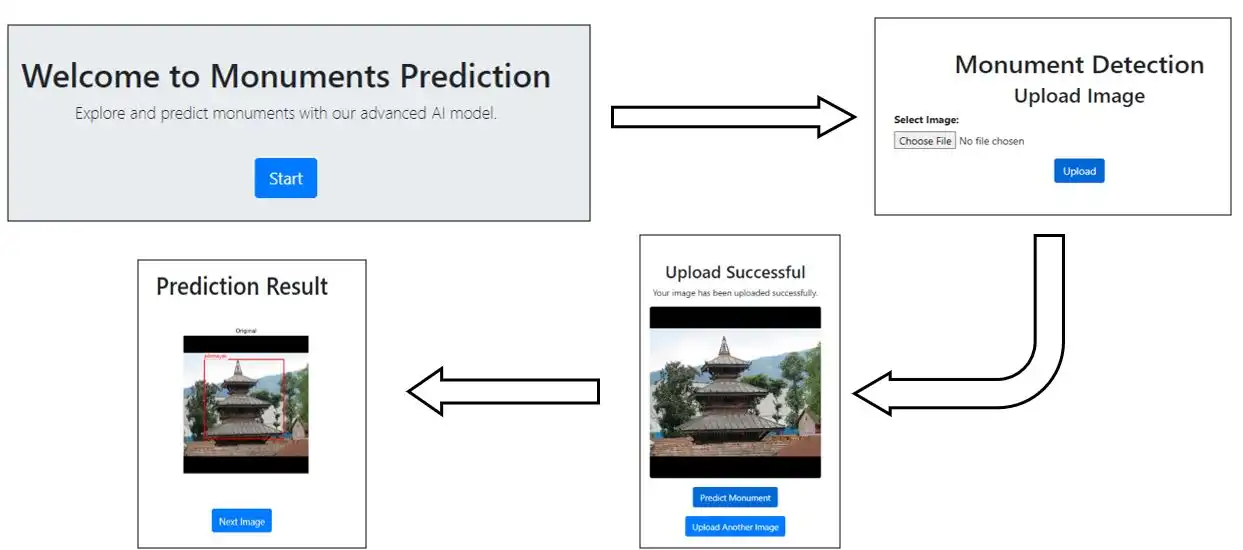 Welcome to Monuments Prediction
Explore and predict monuments with our advanced AI model.
Start
Monument Detection
Upload Image
Select Image:
Choose File No file chosen
Upload
Upload Successful
Your image has been uploaded successfully.
Predict Monument
Upload Another Image
Prediction Result
Original
Next Image